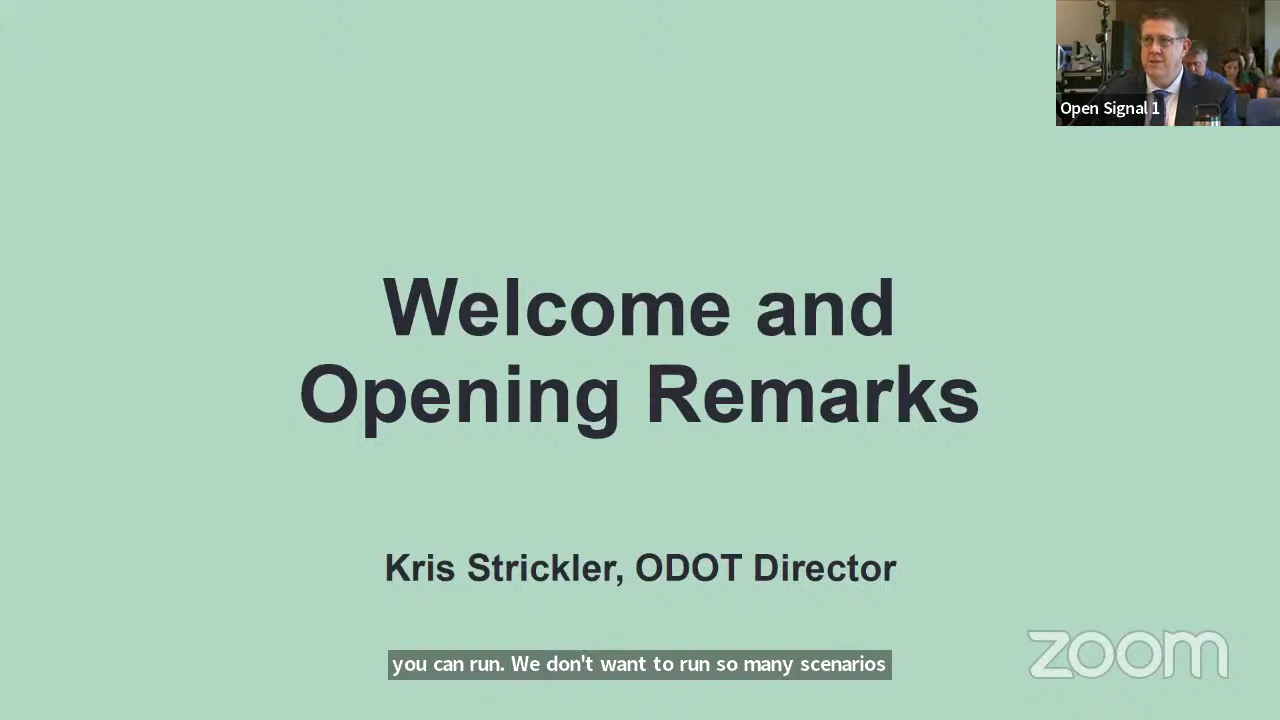 Open Signal 1
Welcome and
Opening Remarks
Kris Strickler, ODOT Director
you can run. We don't want to run so many scenarios
zoom